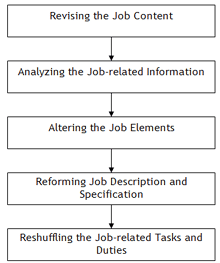 Revising the Job Content
Analyzing the Job-related Information
Altering the Job Elements
Reforming Job Description and
Specification
Reshuffling the Job-related Tasks and
Duties